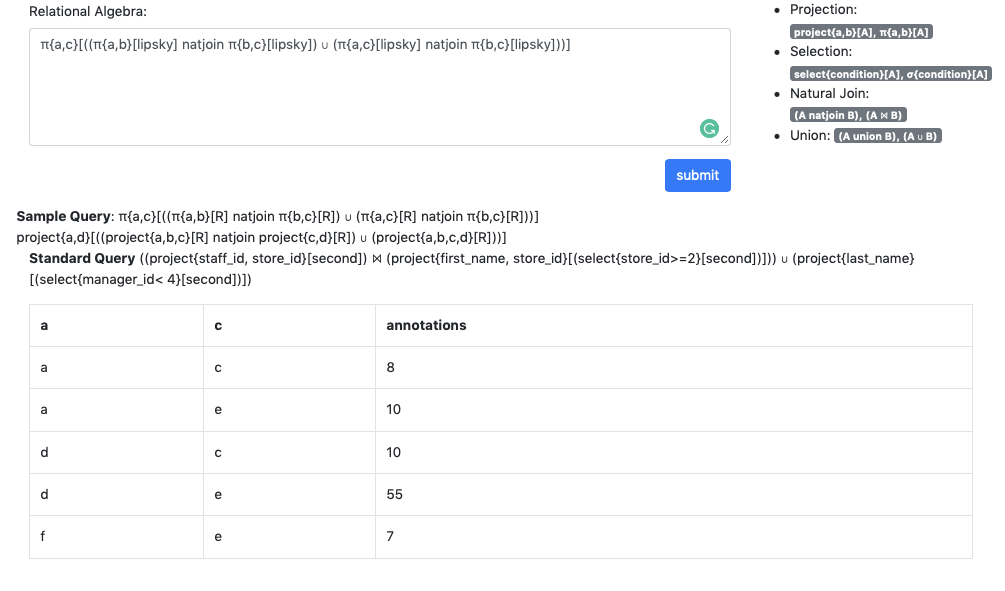 Relational Algebra:
π{a,c}[((π{a,b}[lipsky] natjoin π{b,c}[lipsky]) ∪ (π{a,c}[lipsky] natjoin π{b,c}[lipsky]))]
submit
• Projection:
project{a,b}[A], π{a,b}[A]
• Selection:
select{condition}[A], σ{condition}[A]
• Natural Join:
(A natjoin B), (A ⋈ B)
• Union: (A union B), (A ∪ B)
Sample Query: π{a,c}[((π{a,b}[R] natjoin π{b,c}[R]) ∪ (π{a,c}[R] natjoin π{b,c}[R]))]
project{a,d}[((project{a,b,c}[R] natjoin project{c,d}[R]) ∪ (project{a,b,c,d}[R]))]
Standard Query ((project{staff_id, store_id}[second]) ⋈ (project{first_name, store_id}[(select{store_id>=2}[second])])) ∪ (project{last_name}
[(select{manager_id< 4}[second])])
a c annotations
a c 8
a e 10
d c 10
d e 55
f e 7